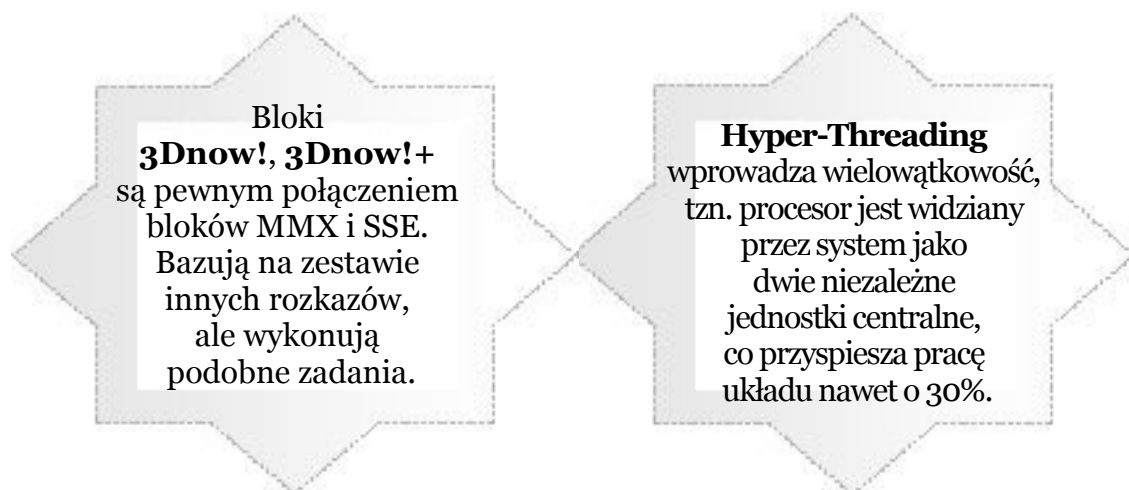 Bloki
3Dnow!, 3Dnow!+
są pewnym połączeniem
bloków MMX i SSE.
Bazują na zestawie
innych rozkazów,
ale wykonują
podobne zadania.
Hyper-Threading
wprowadza wielowątkowość,
tzn. procesor jest widziany
przez system jako
dwie niezależne
jednostki centralne,
co przyspiesza pracę
układu nawet o 30%.